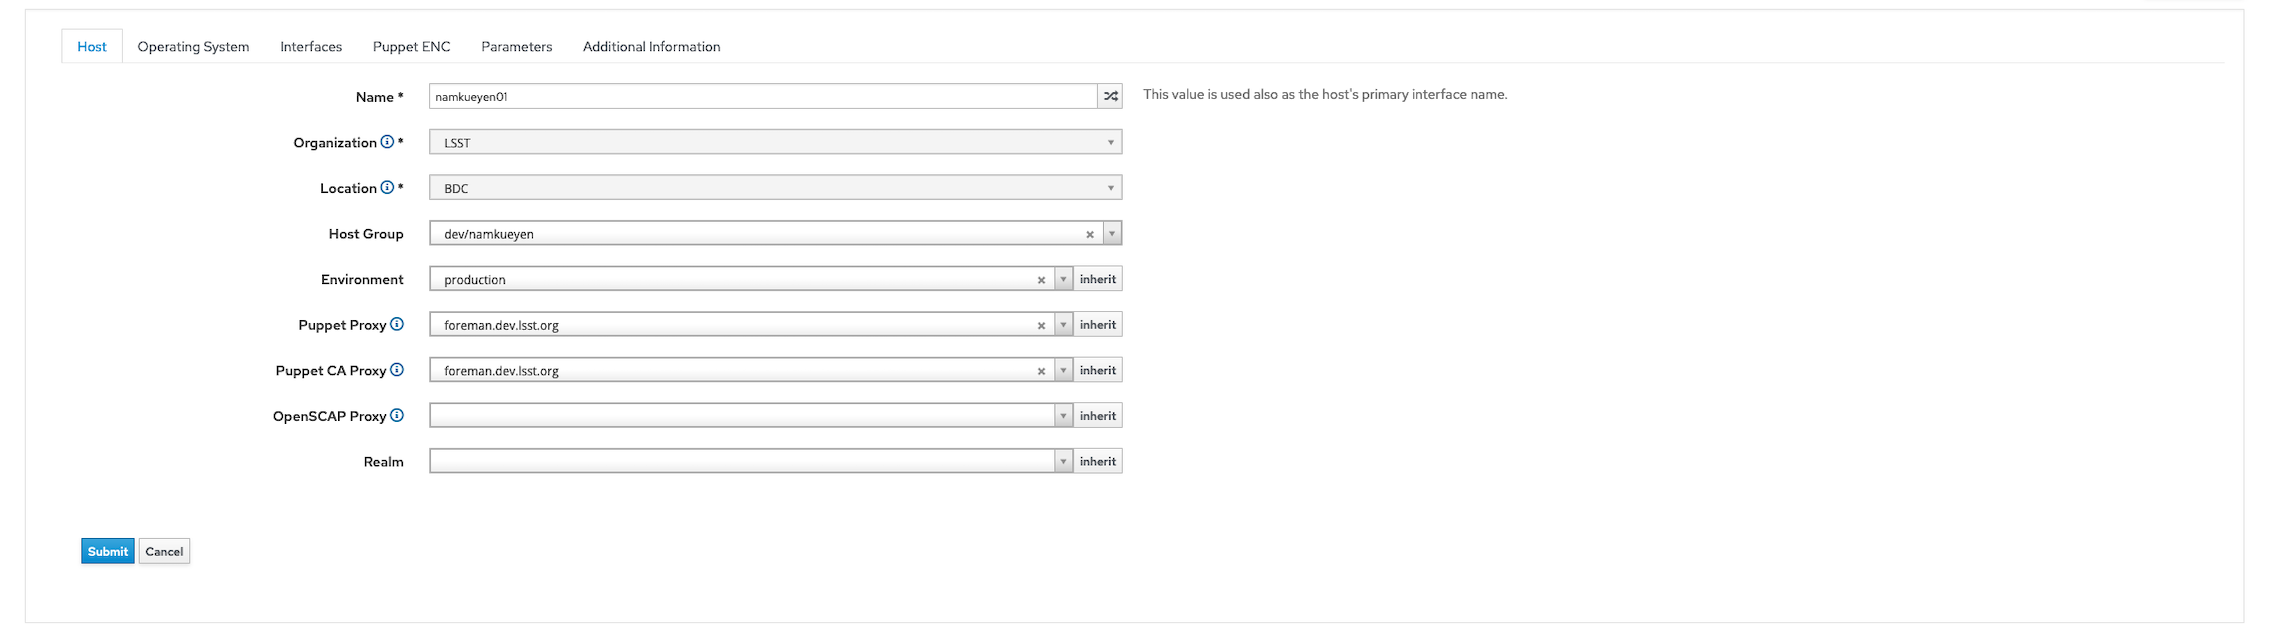 Host Operating System Interfaces Puppet ENC Parameters Additional Information
Name * namkueyen01 This value is used also as the host's primary interface name.
Organization * LSST
Location * BDC
Host Group dev/namkueyen
Environment production inherit
Puppet Proxy foreman.dev.lsst.org inherit
Puppet CA Proxy foreman.dev.lsst.org inherit
OpenSCAP Proxy inherit
Realm inherit
Submit Cancel